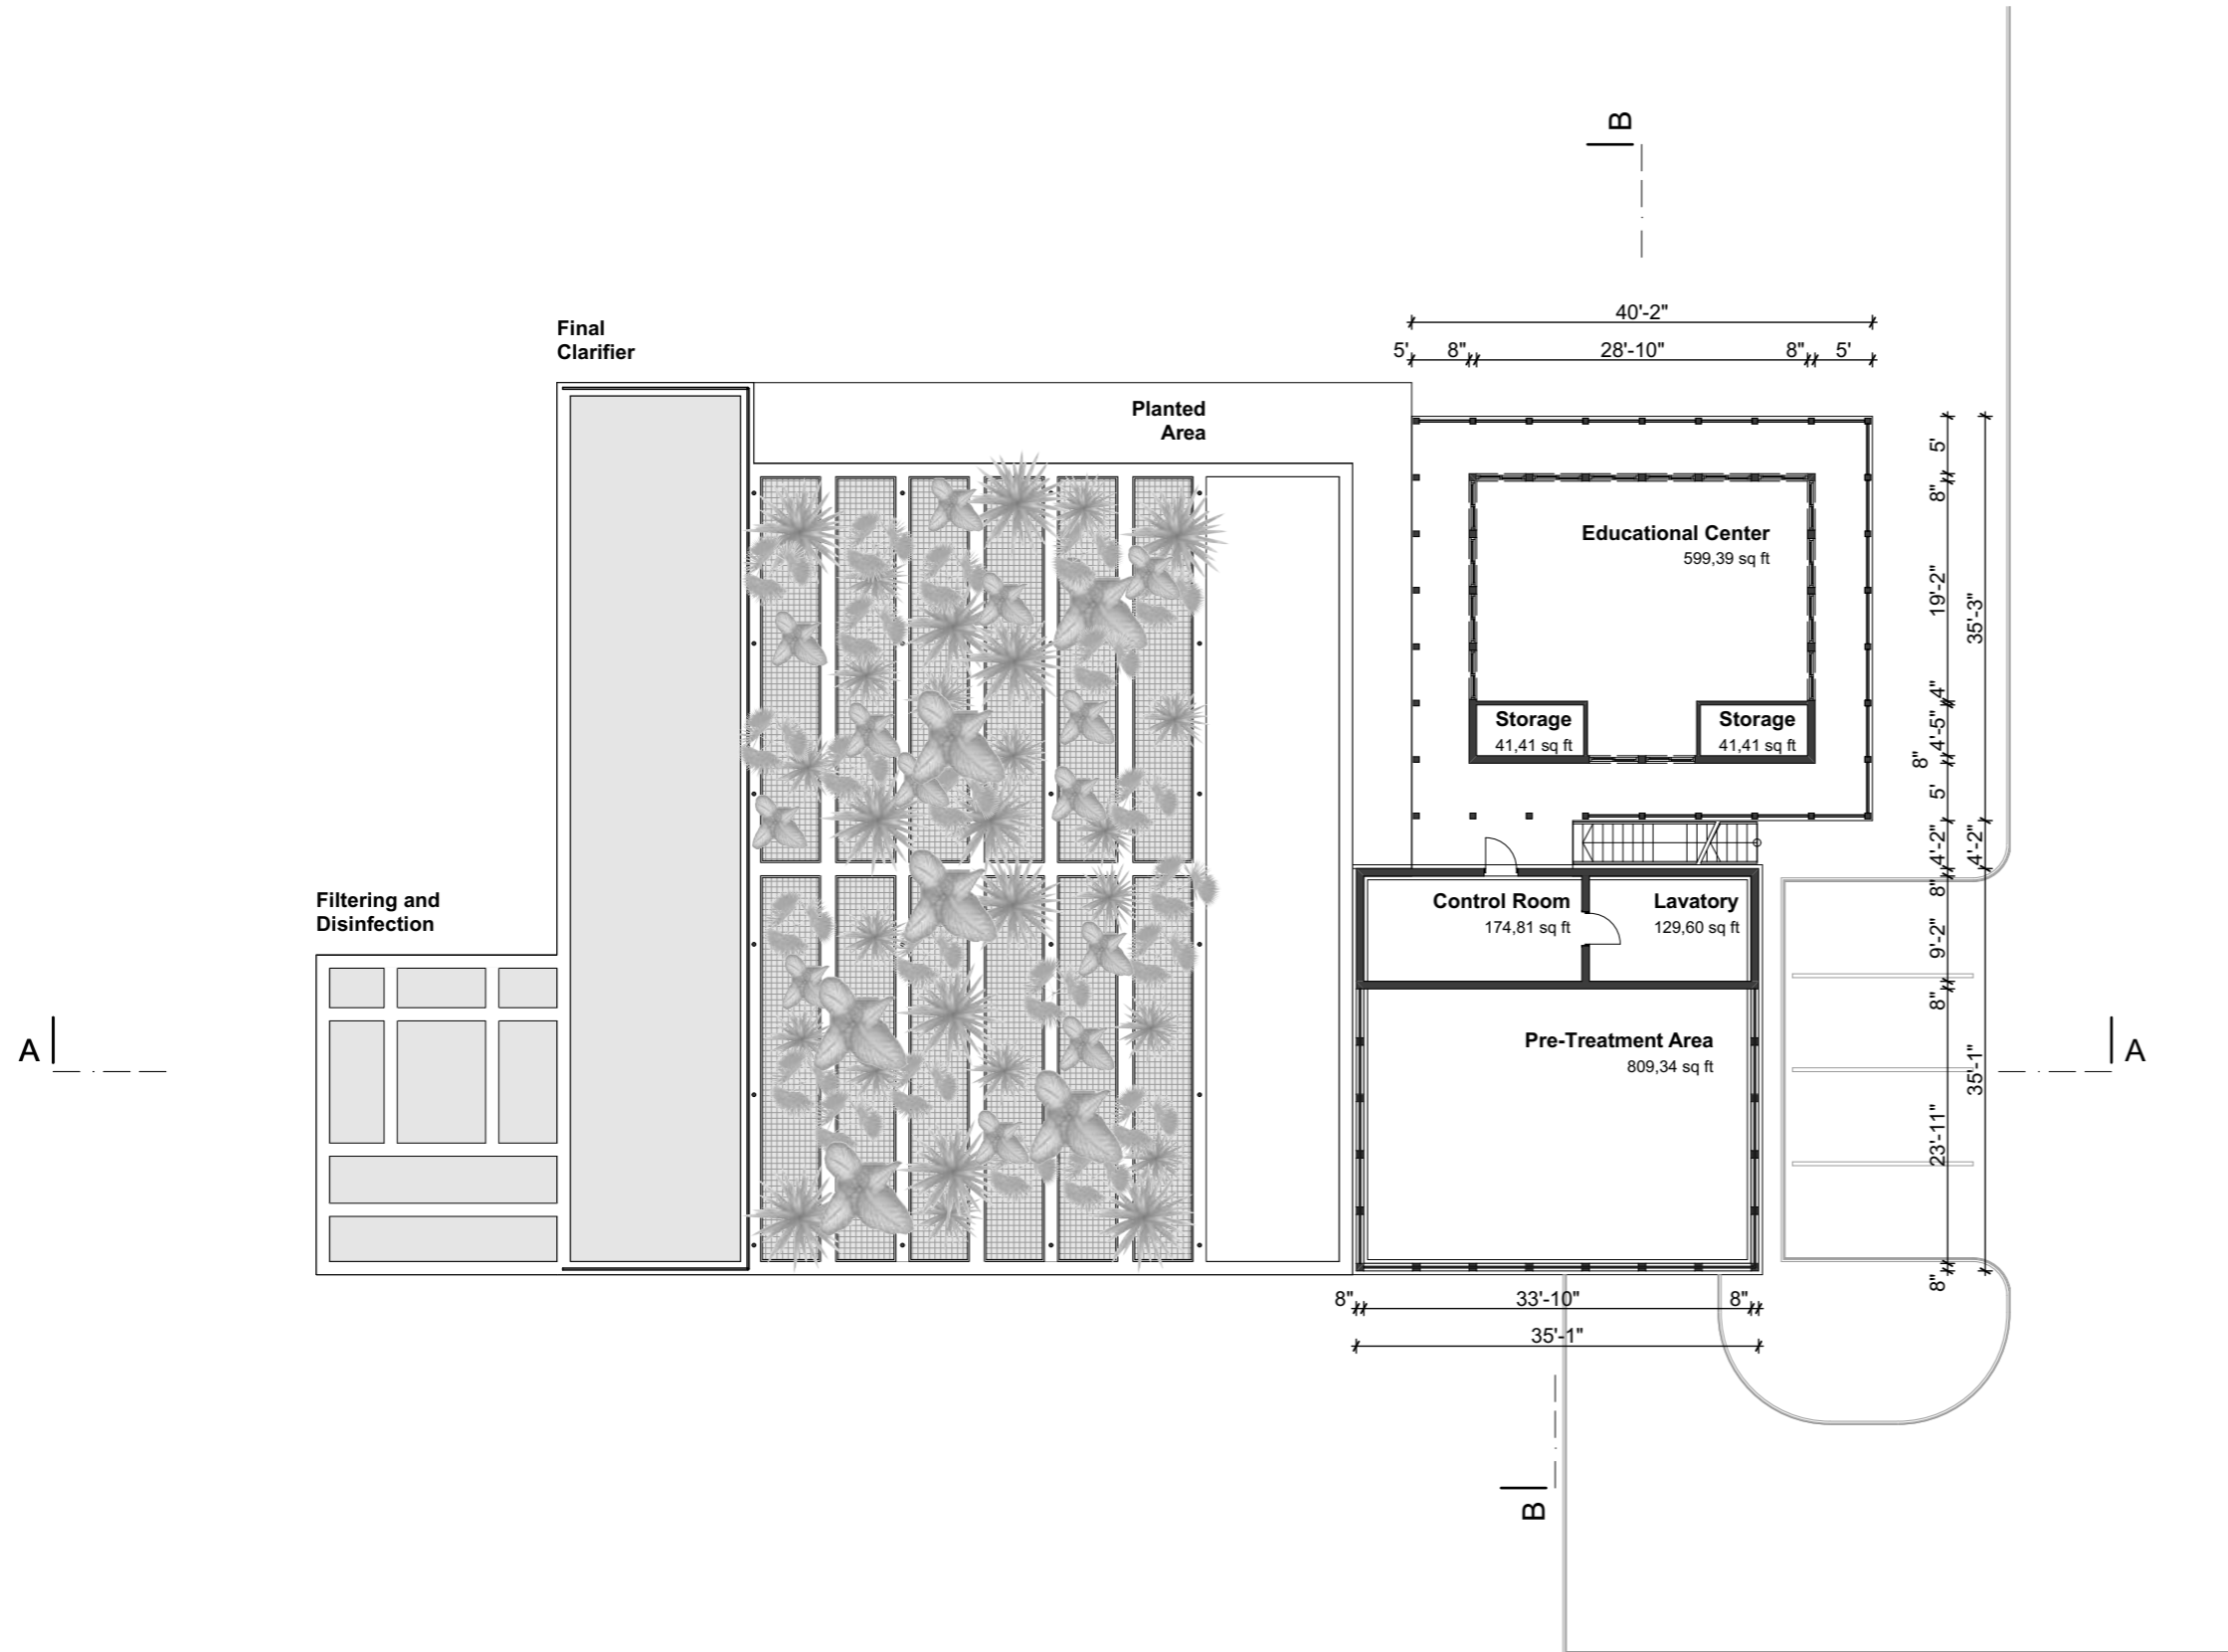 B
40'-2"
5'
8"
28'-10"
8"
5'
Final
Clarifier
Planted
Area
5'
8"
Educational Center
599,39 sq ft
19'-2"
35'-3"
4"
Storage
41,41 sq ft
Storage
41,41 sq ft
4'-5"
8"
5'
4'-2"
4'-2"
8"
Filtering and
Disinfection
Control Room
174,81 sq ft
Lavatory
129,60 sq ft
9'-2"
8"
A
Pre-Treatment Area
809,34 sq ft
35'-1"
A
23'-11"
8"
8"
33'-10"
8"
35'-1"
B